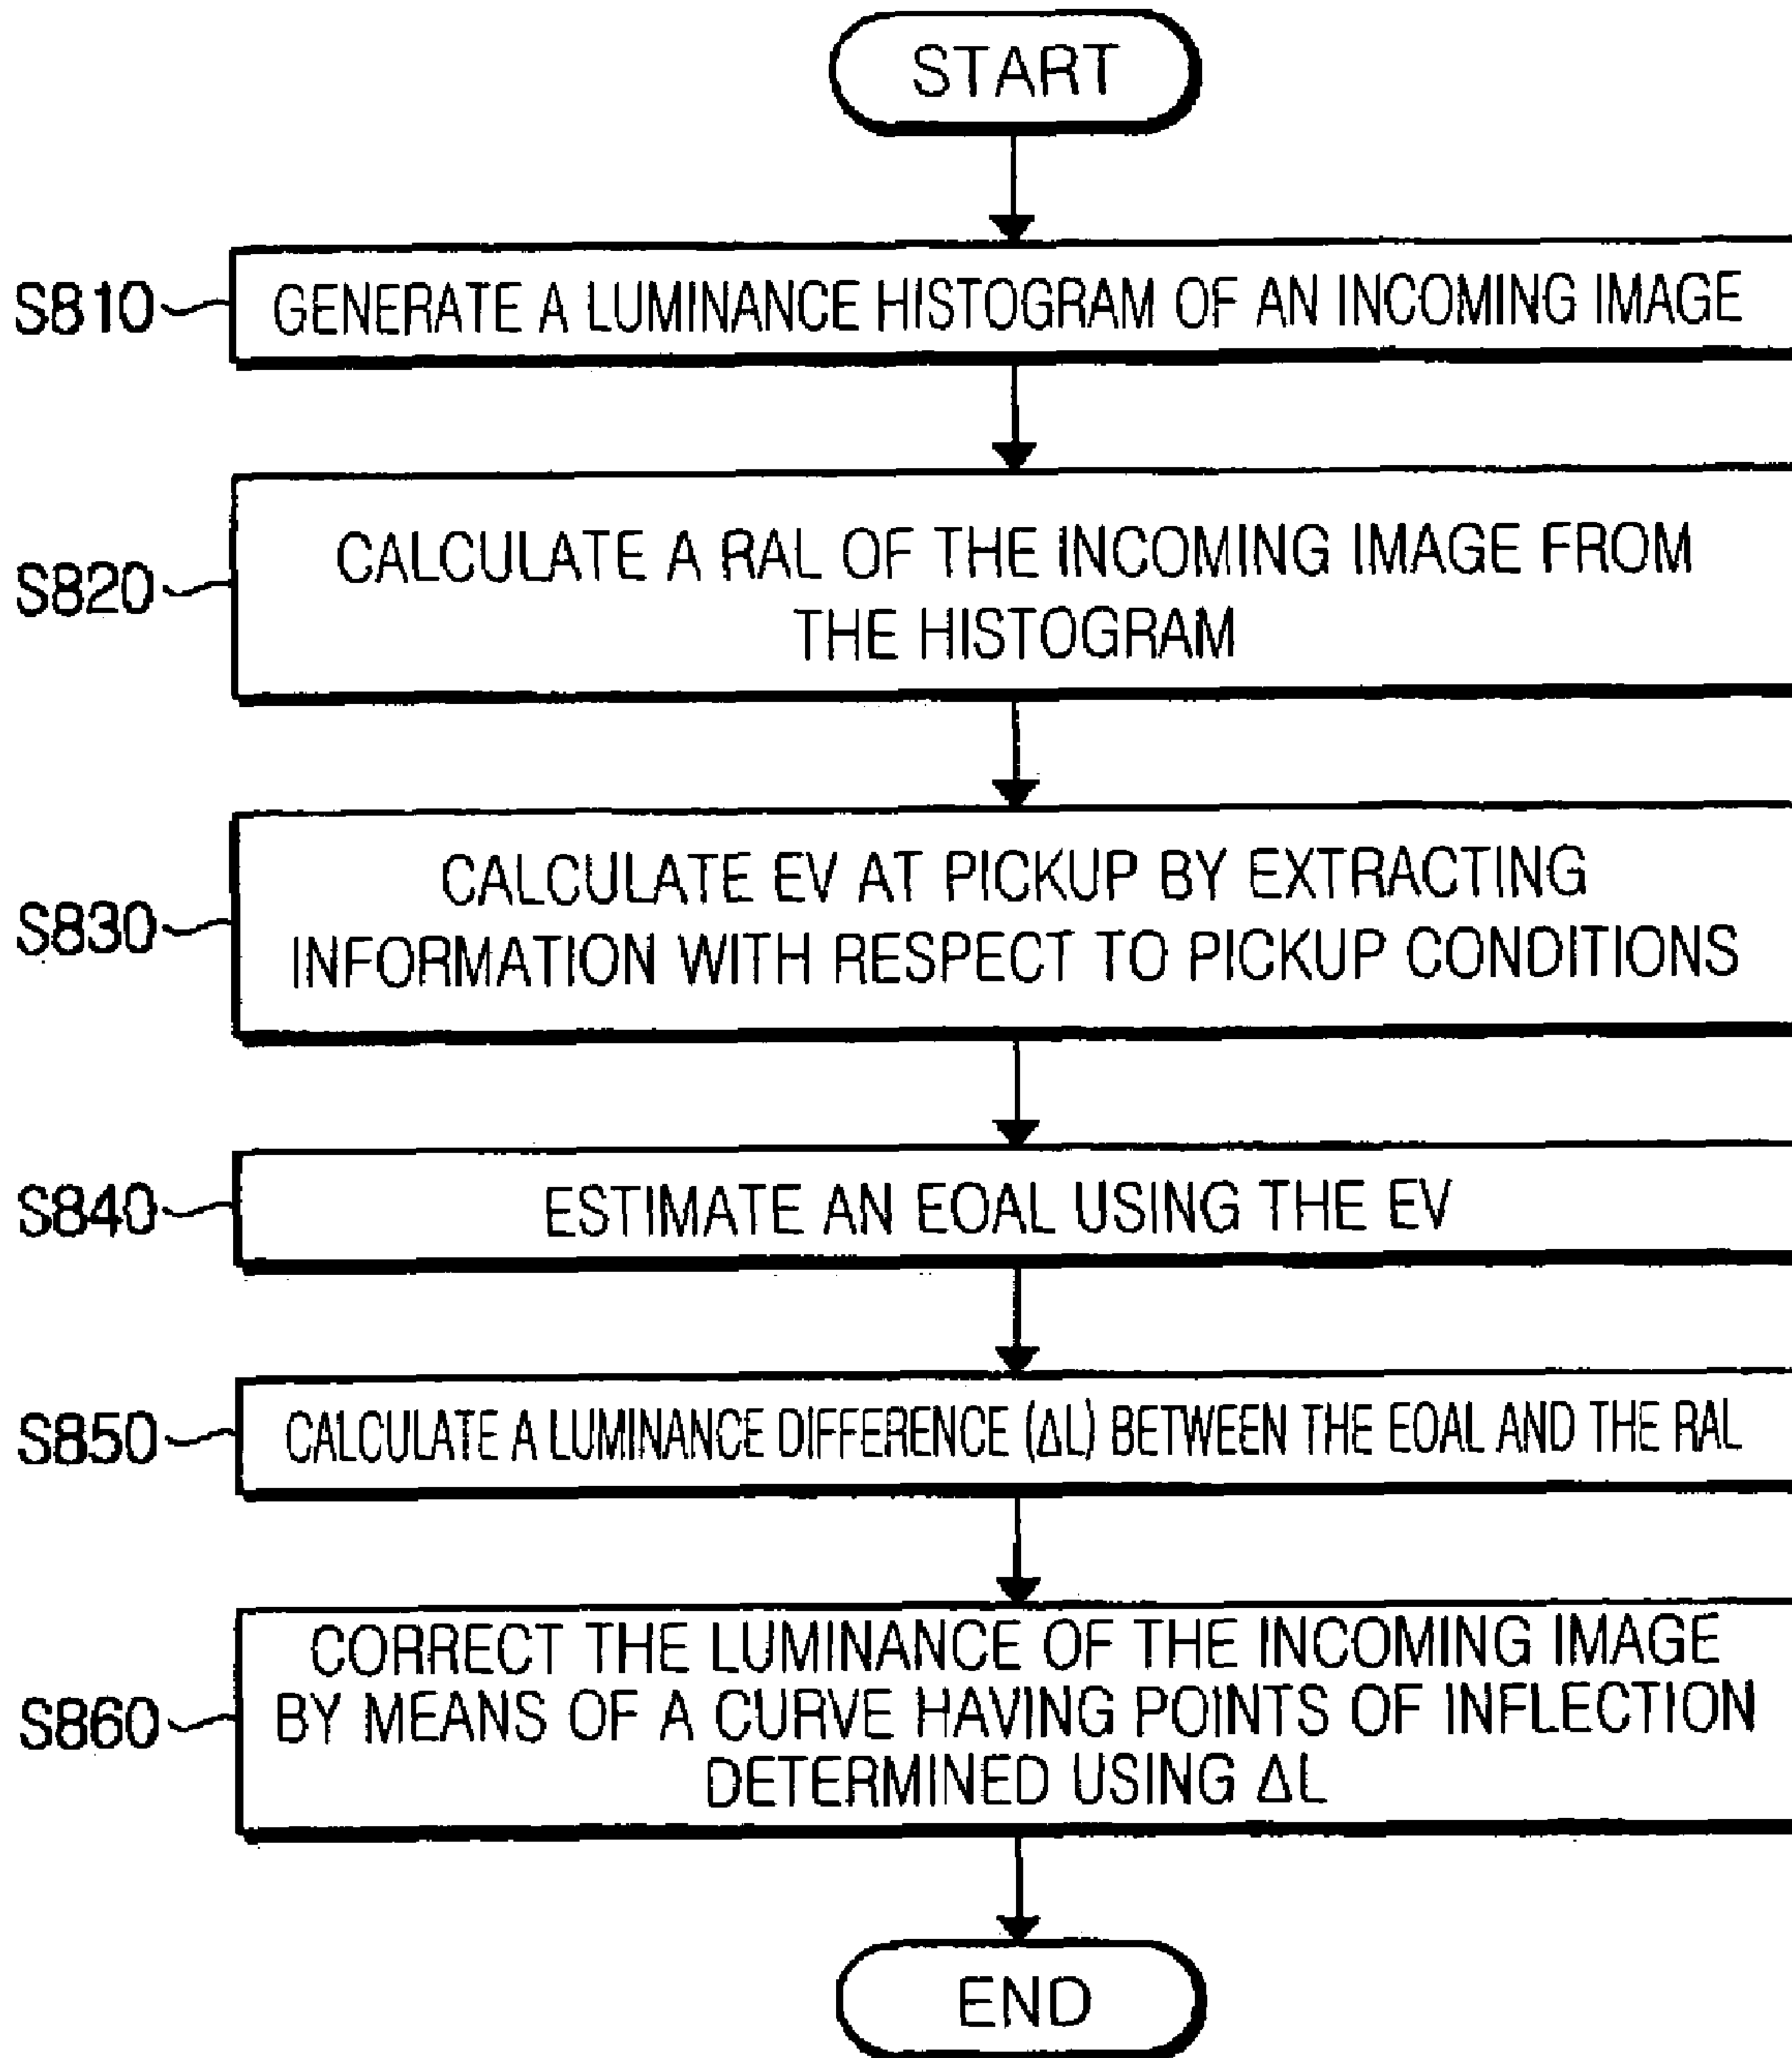 START
S810
GENERATE A LUMINANCE HISTOGRAM OF AN INCOMING IMAGE
S820
CALCULATE A RAL OF THE INCOMING IMAGE FROM
THE HISTOGRAM
S830
CALCULATE EV AT PICKUP BY EXTRACTING
INFORMATION WITH RESPECT TO PICKUP CONDITIONS
S840
ESTIMATE AN EOAL USING THE EV
S850
CALCULATE A LUMINANCE DIFFERENCE (ΔL) BETWEEN THE EOAL AND THE RAL
S860
CORRECT THE LUMINANCE OF THE INCOMING IMAGE
BY MEANS OF A CURVE HAVING POINTS OF INFLECTION
DETERMINED USING ΔL
END